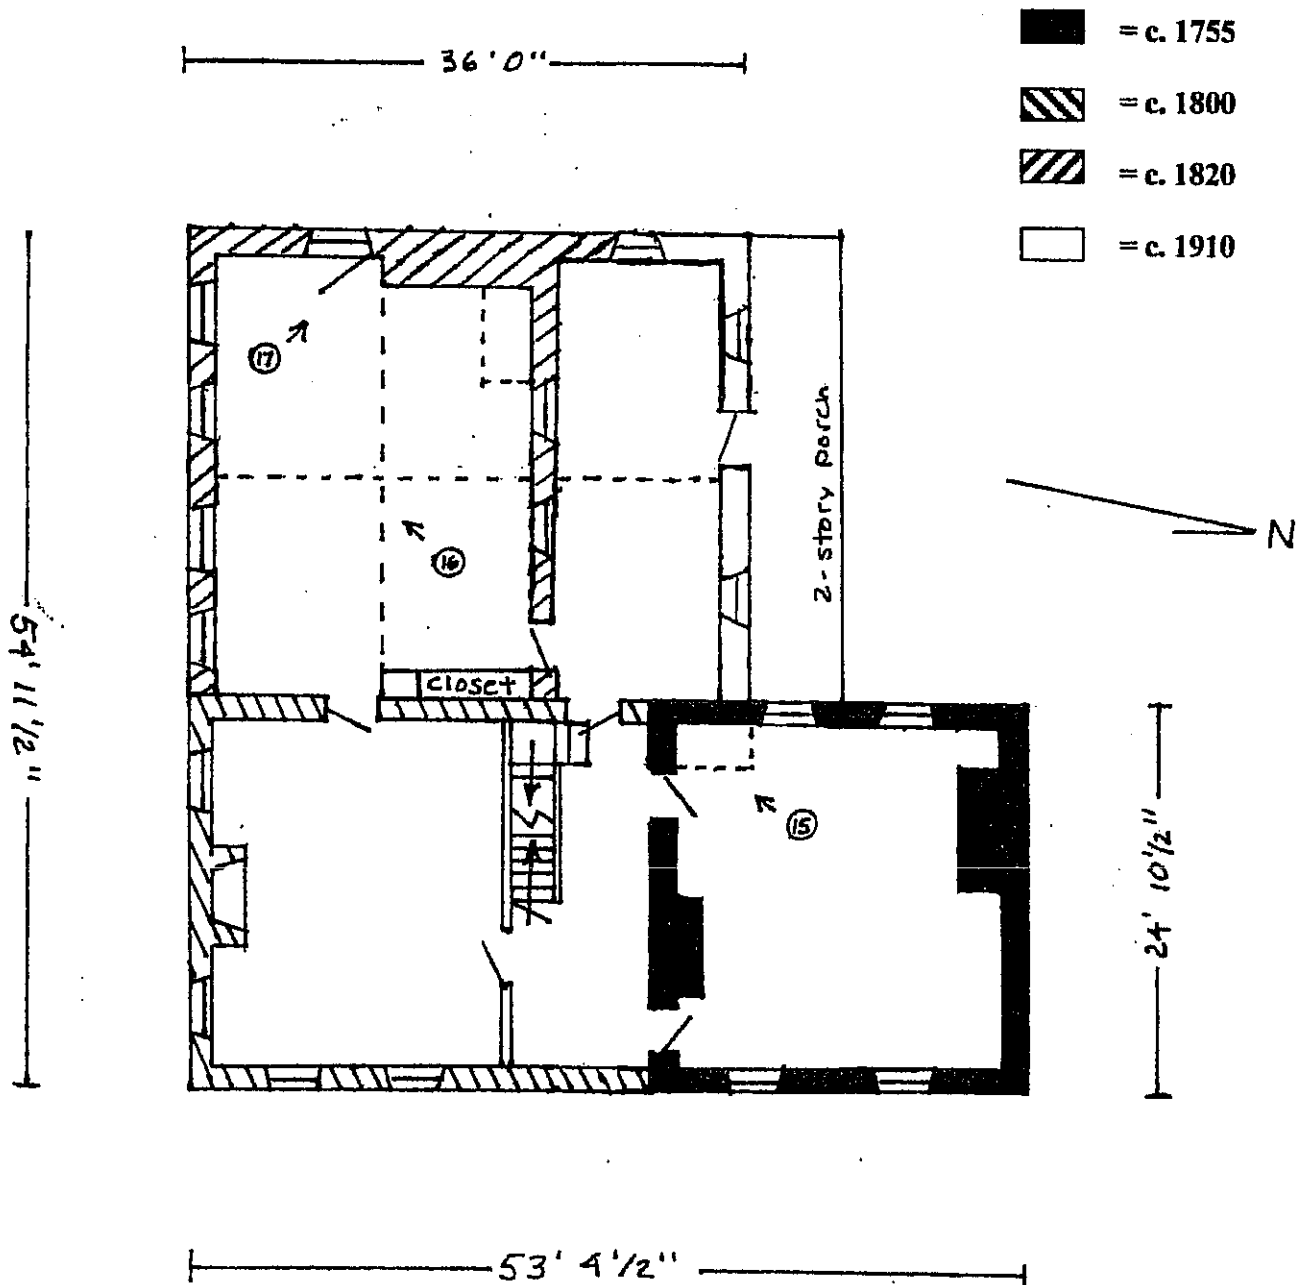 = c. 1755
36'0"
= c. 1800
= c. 1820
= c. 1910
17
2-story porch
16
N
54' 11 1/2"
closet
15
24' 10 1/2"
53' 4 1/2"